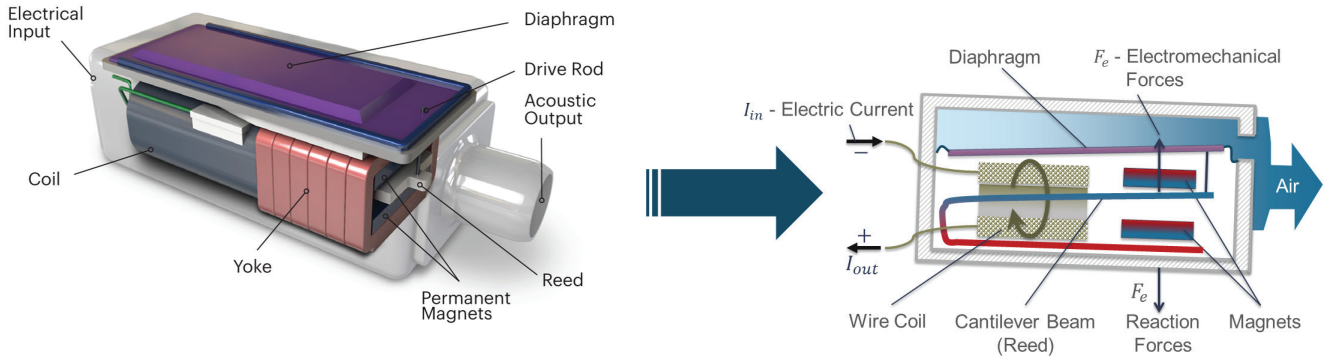 Electrical
Input
Diaphragm
Drive Rod
Acoustic
Output
Coil
Yoke
Permanent
Magnets
Reed
Diaphragm
F_e - Electromechanical
Forces
I_in - Electric Current
−
Air
+
I_out
F_e
Wire Coil
Cantilever Beam
(Reed)
Reaction
Forces
Magnets